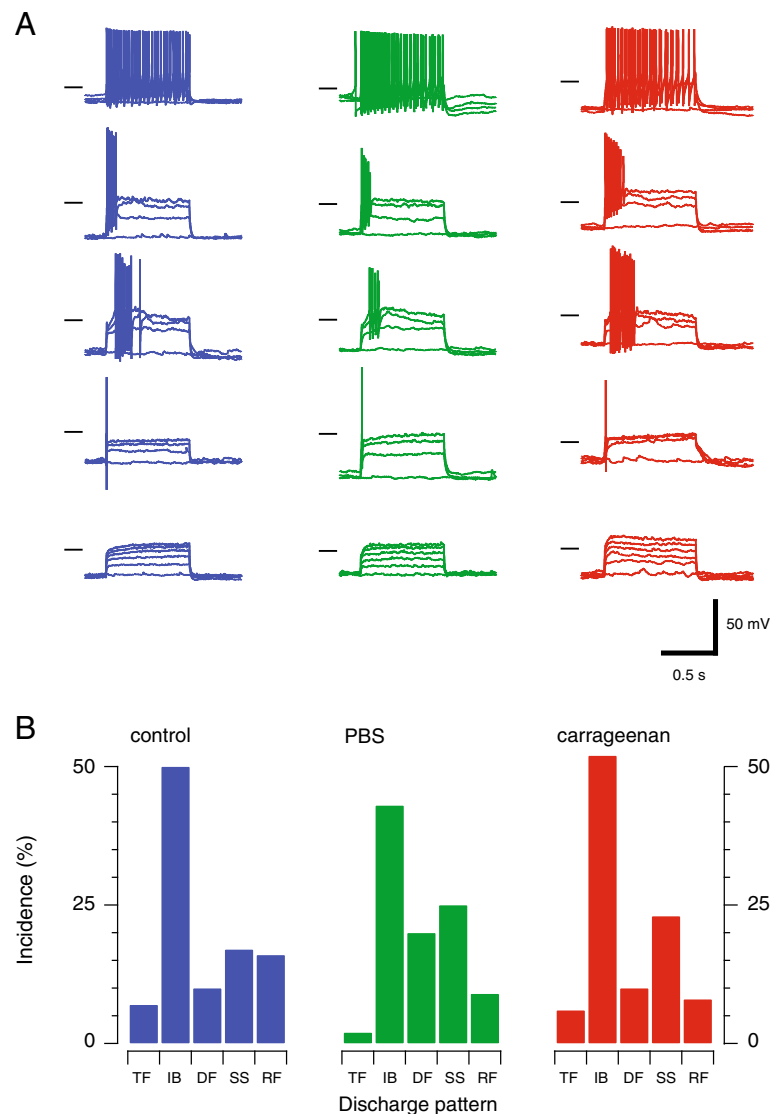 A
50 mV
0.5 s
B
control
PBS
carrageenan
50
25
0
Incidence (%)
50
25
0
TF IB DF SS RF
TF IB DF SS RF
TF IB DF SS RF
Discharge pattern